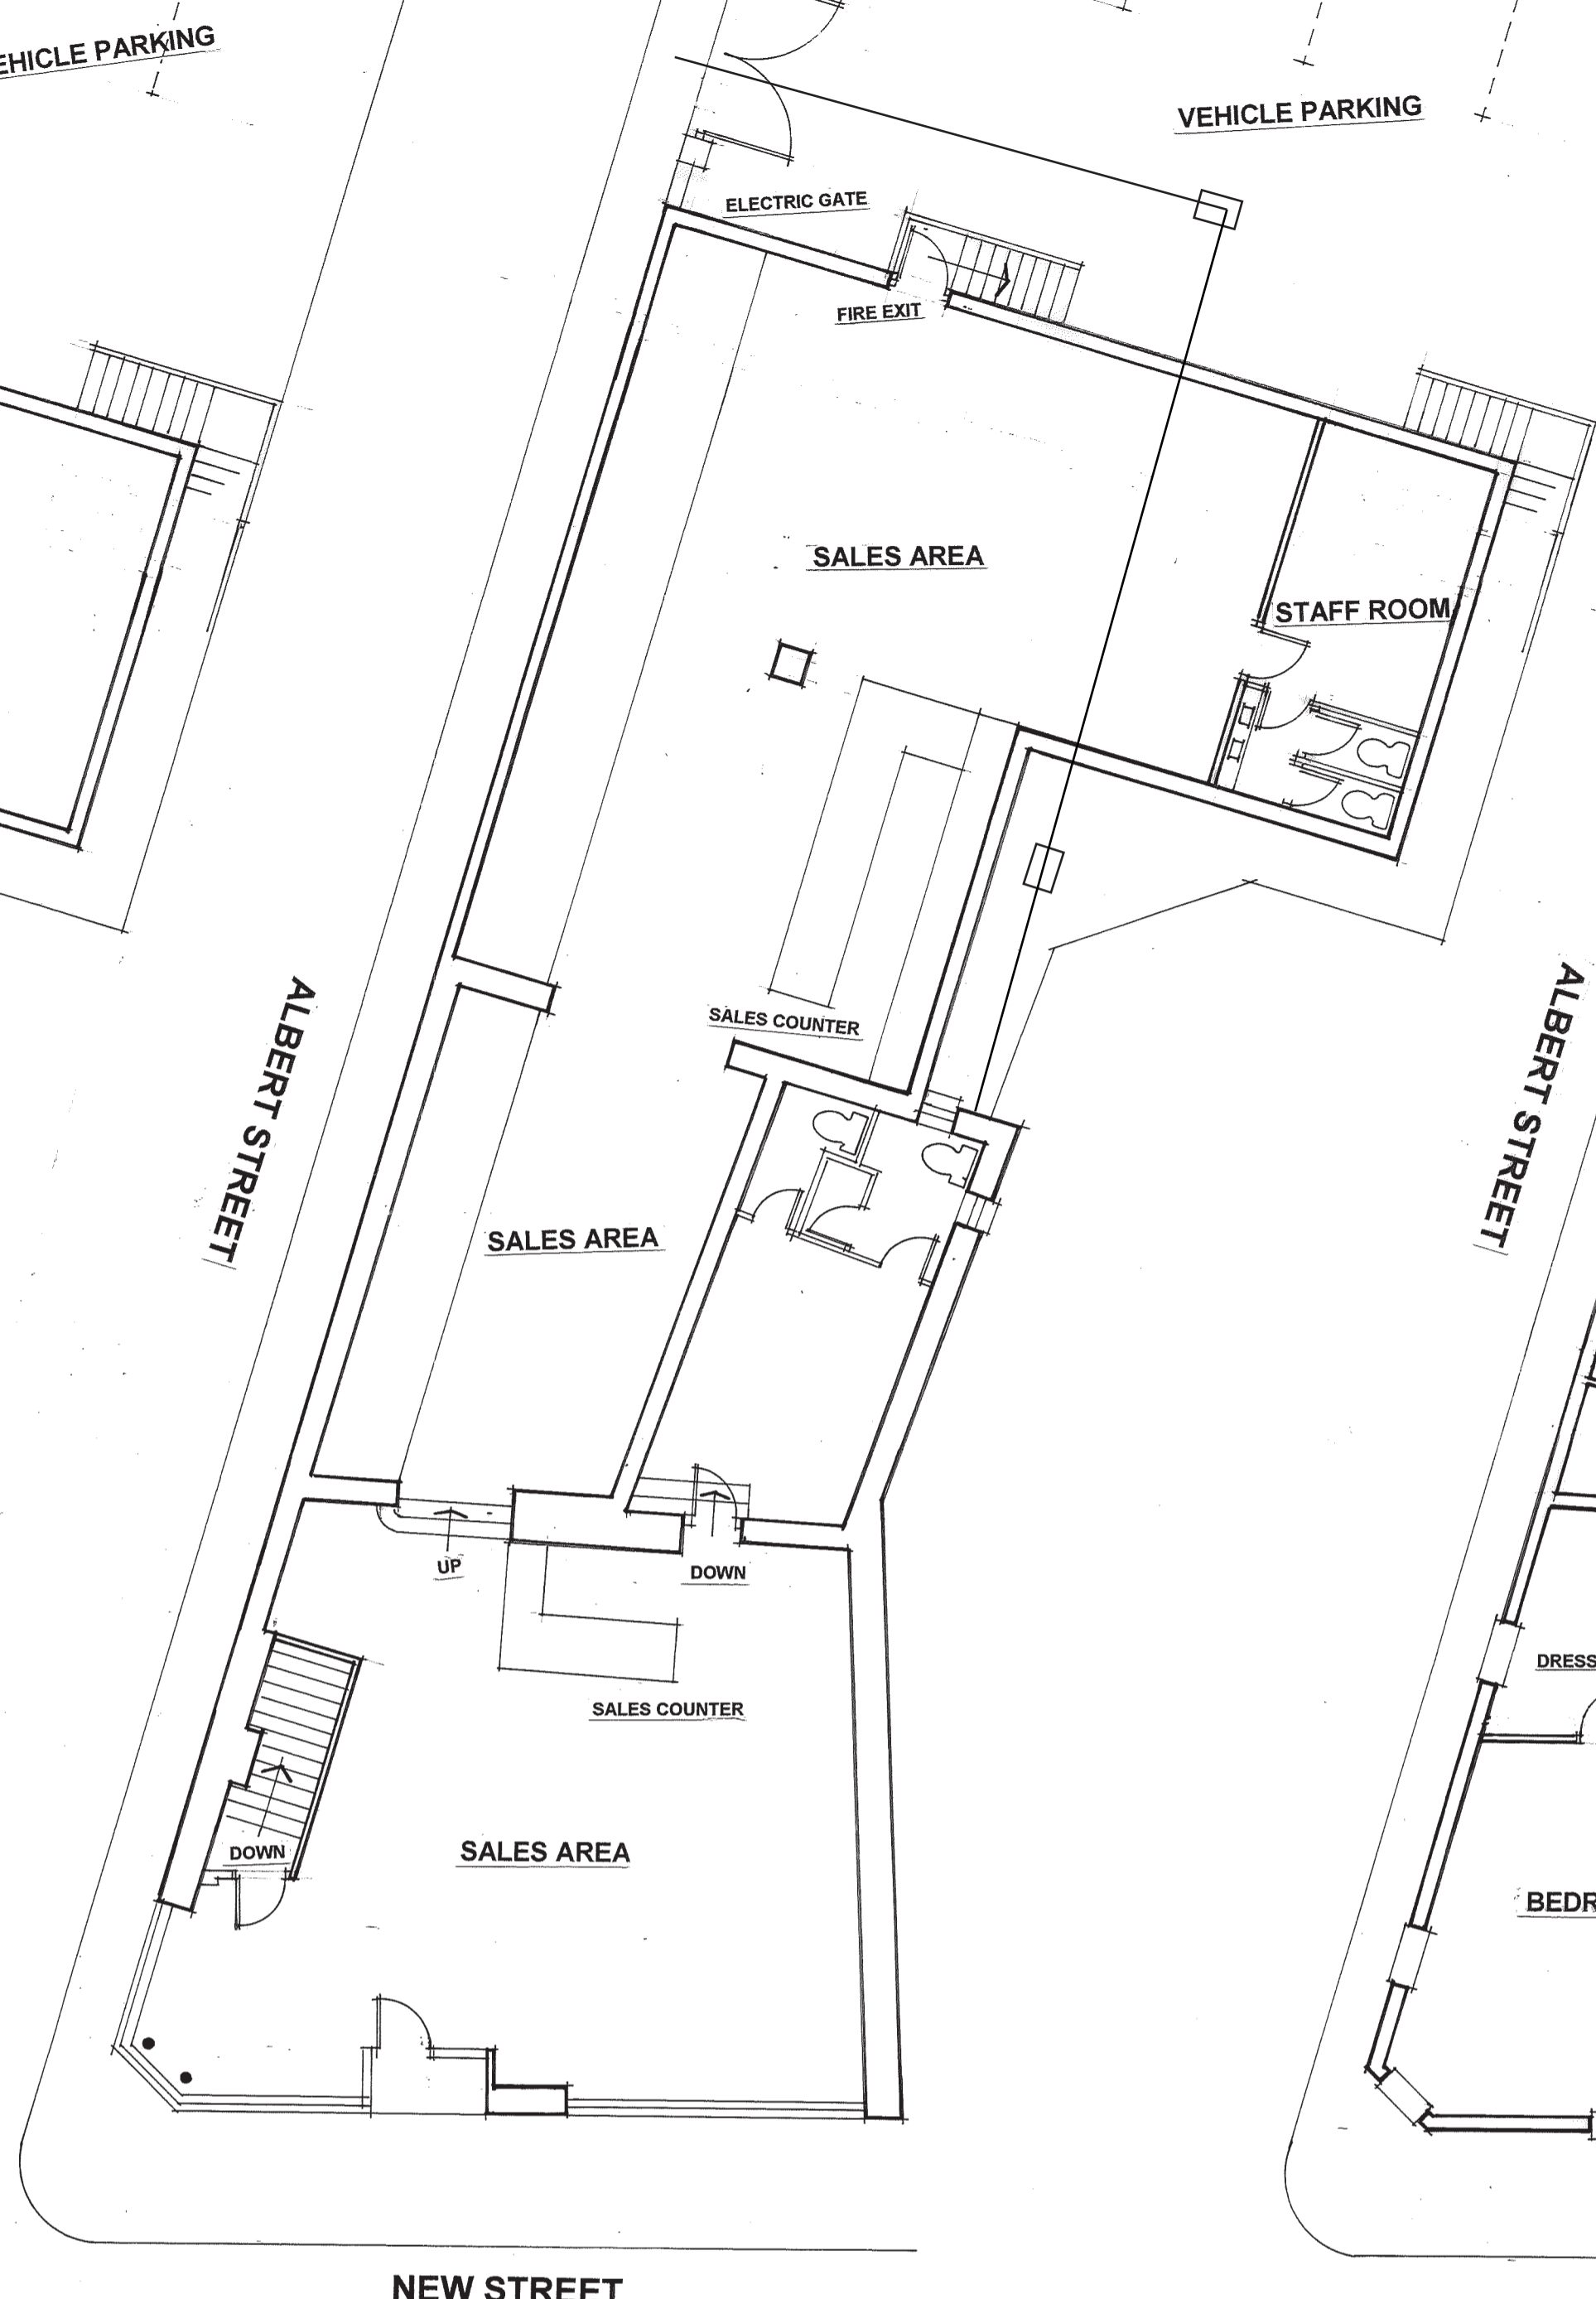 EHICLE PARKING
VEHICLE PARKING
ELECTRIC GATE
FIRE EXIT
SALES AREA
STAFF ROOM
SALES COUNTER
ALBERT STREET
ALBERT STREET
SALES AREA
UP
DOWN
SALES COUNTER
DRESS
DOWN
SALES AREA
BEDR
NEW STREET